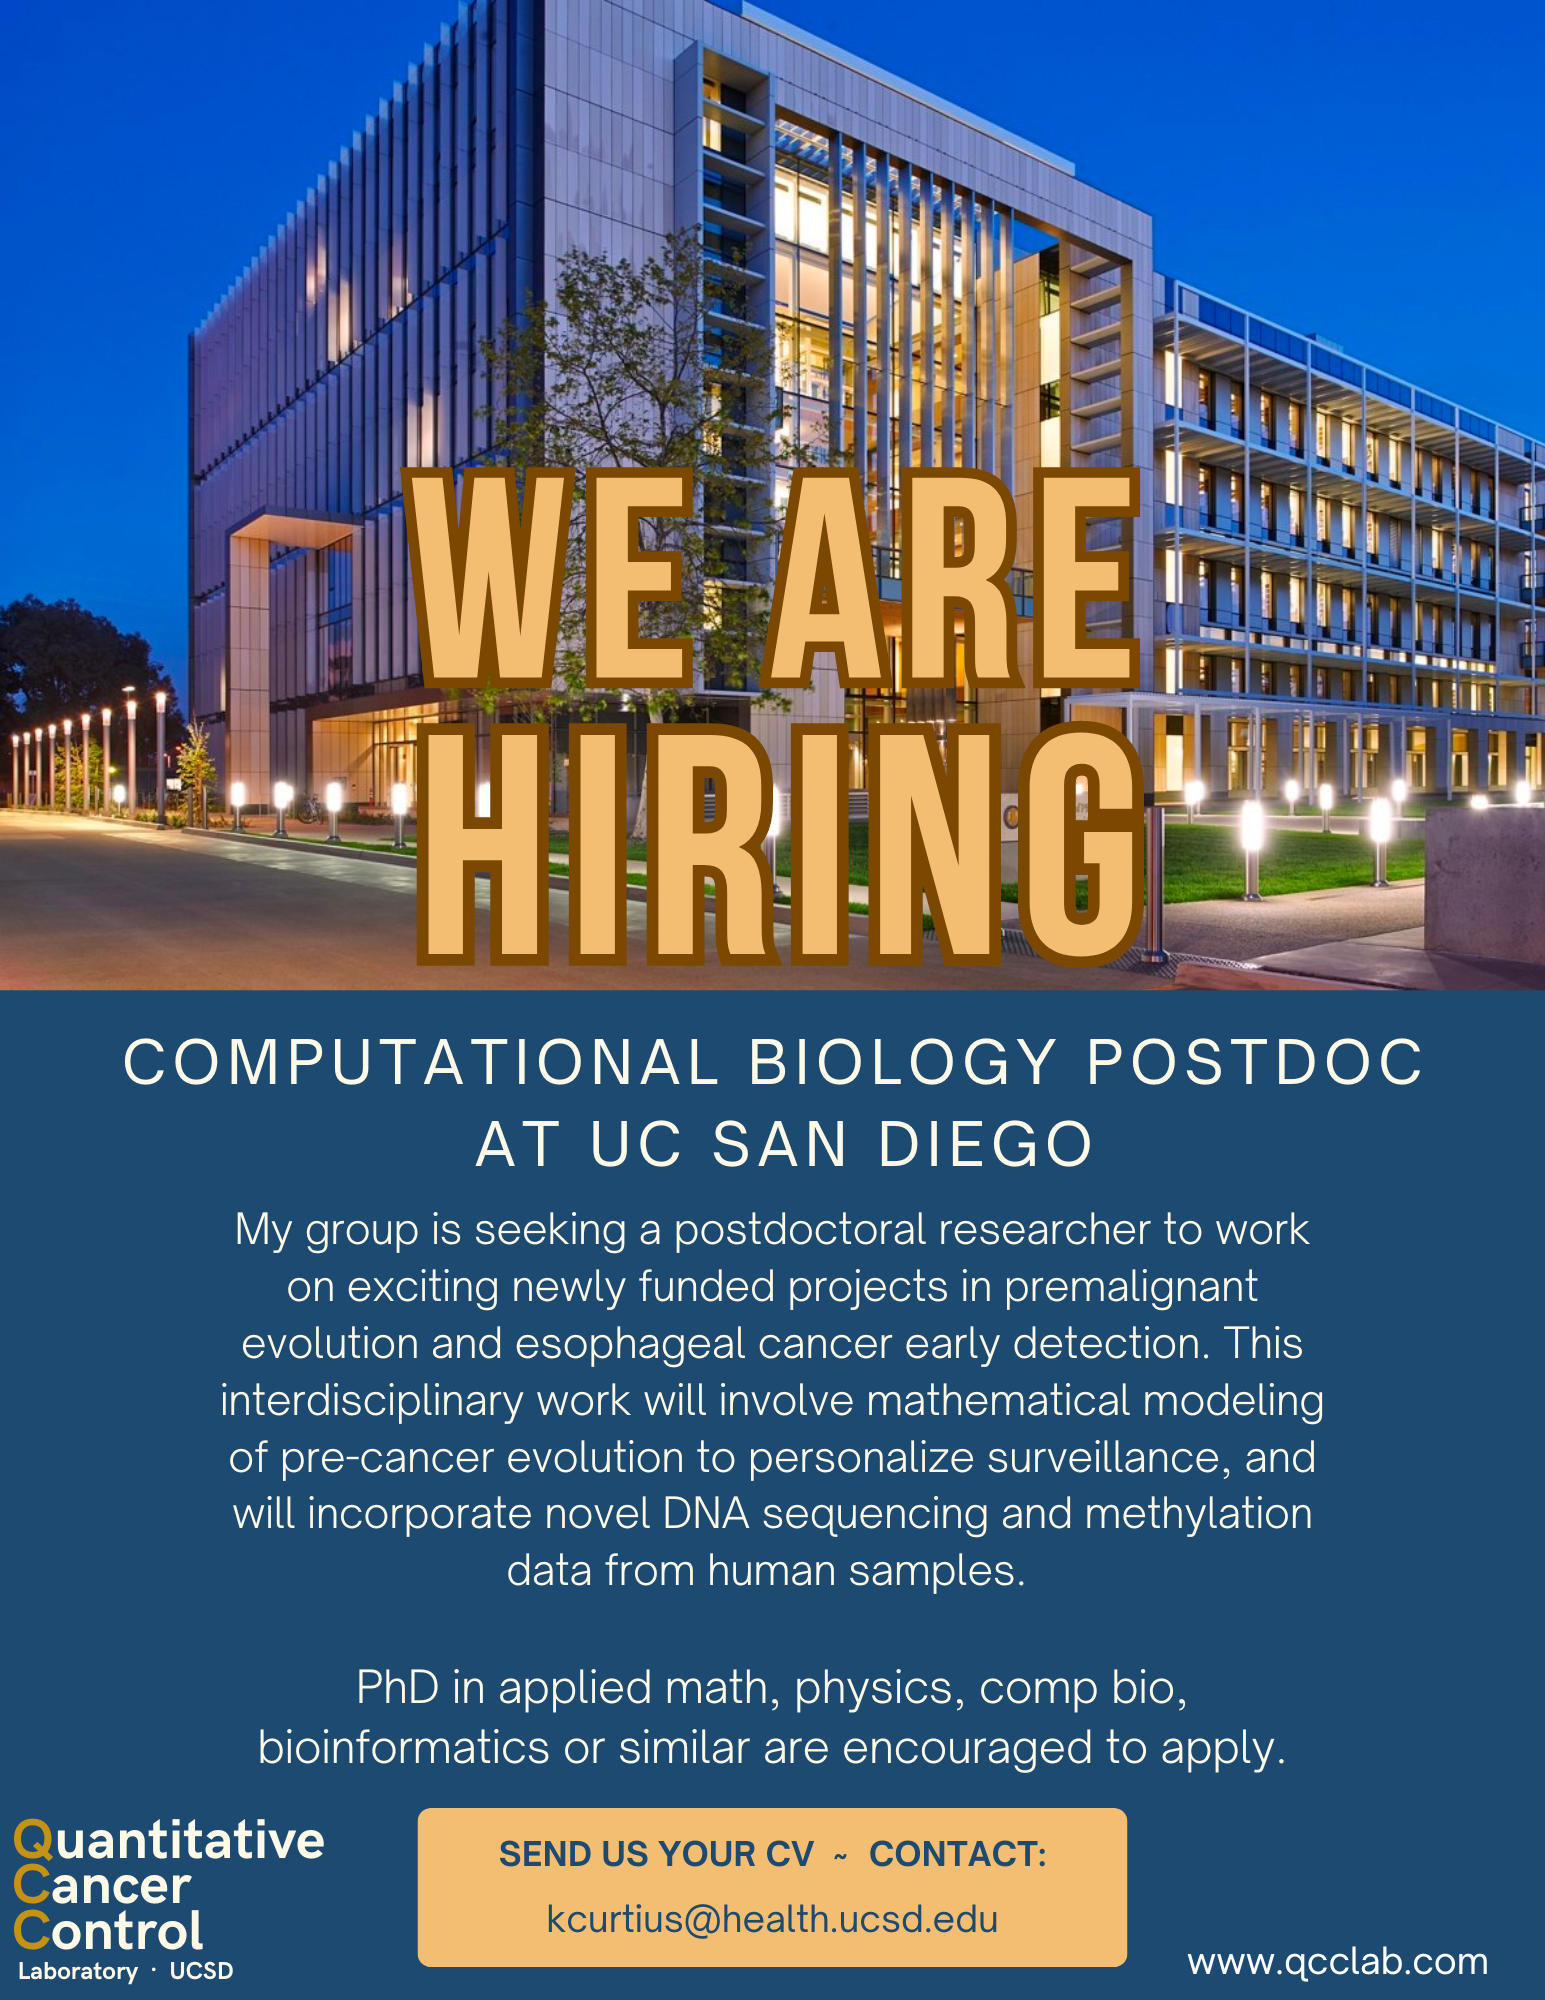 WE ARE
HIRING
COMPUTATIONAL BIOLOGY POSTDOC
AT UC SAN DIEGO
My group is seeking a postdoctoral researcher to work
on exciting newly funded projects in premalignant
evolution and esophageal cancer early detection. This
interdisciplinary work will involve mathematical modeling
of pre-cancer evolution to personalize surveillance, and
will incorporate novel DNA sequencing and methylation
data from human samples.
PhD in applied math, physics, comp bio,
bioinformatics or similar are encouraged to apply.
Quantitative
Cancer
Control
Laboratory · UCSD
SEND US YOUR CV ~ CONTACT:
kcurtius@health.ucsd.edu
www.qcclab.com